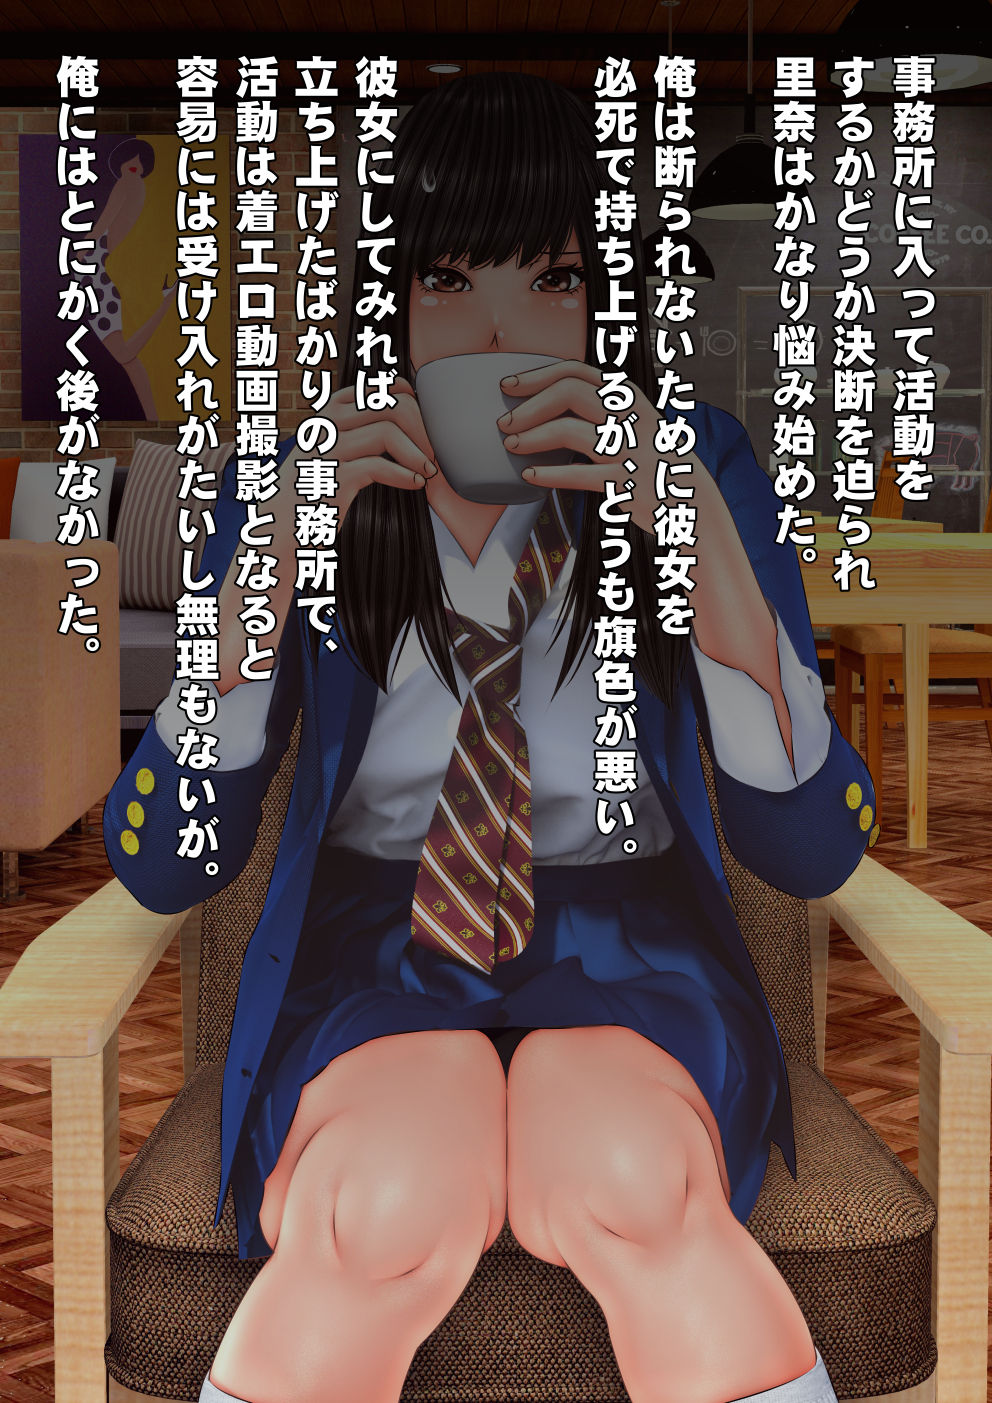 事務所に入って活動を
するかどうか決断を迫られ
里奈はかなり悩み始めた。
俺は断られないために彼女を
必死で持ち上げるが、どうも旗色が悪い。
彼女にしてみれば
立ち上げたばかりの事務所で、
活動は着エロ動画撮影となると
容易には受け入れがたいし無理もないが。
俺にはとにかく後がなかった。
COFFEE CO.